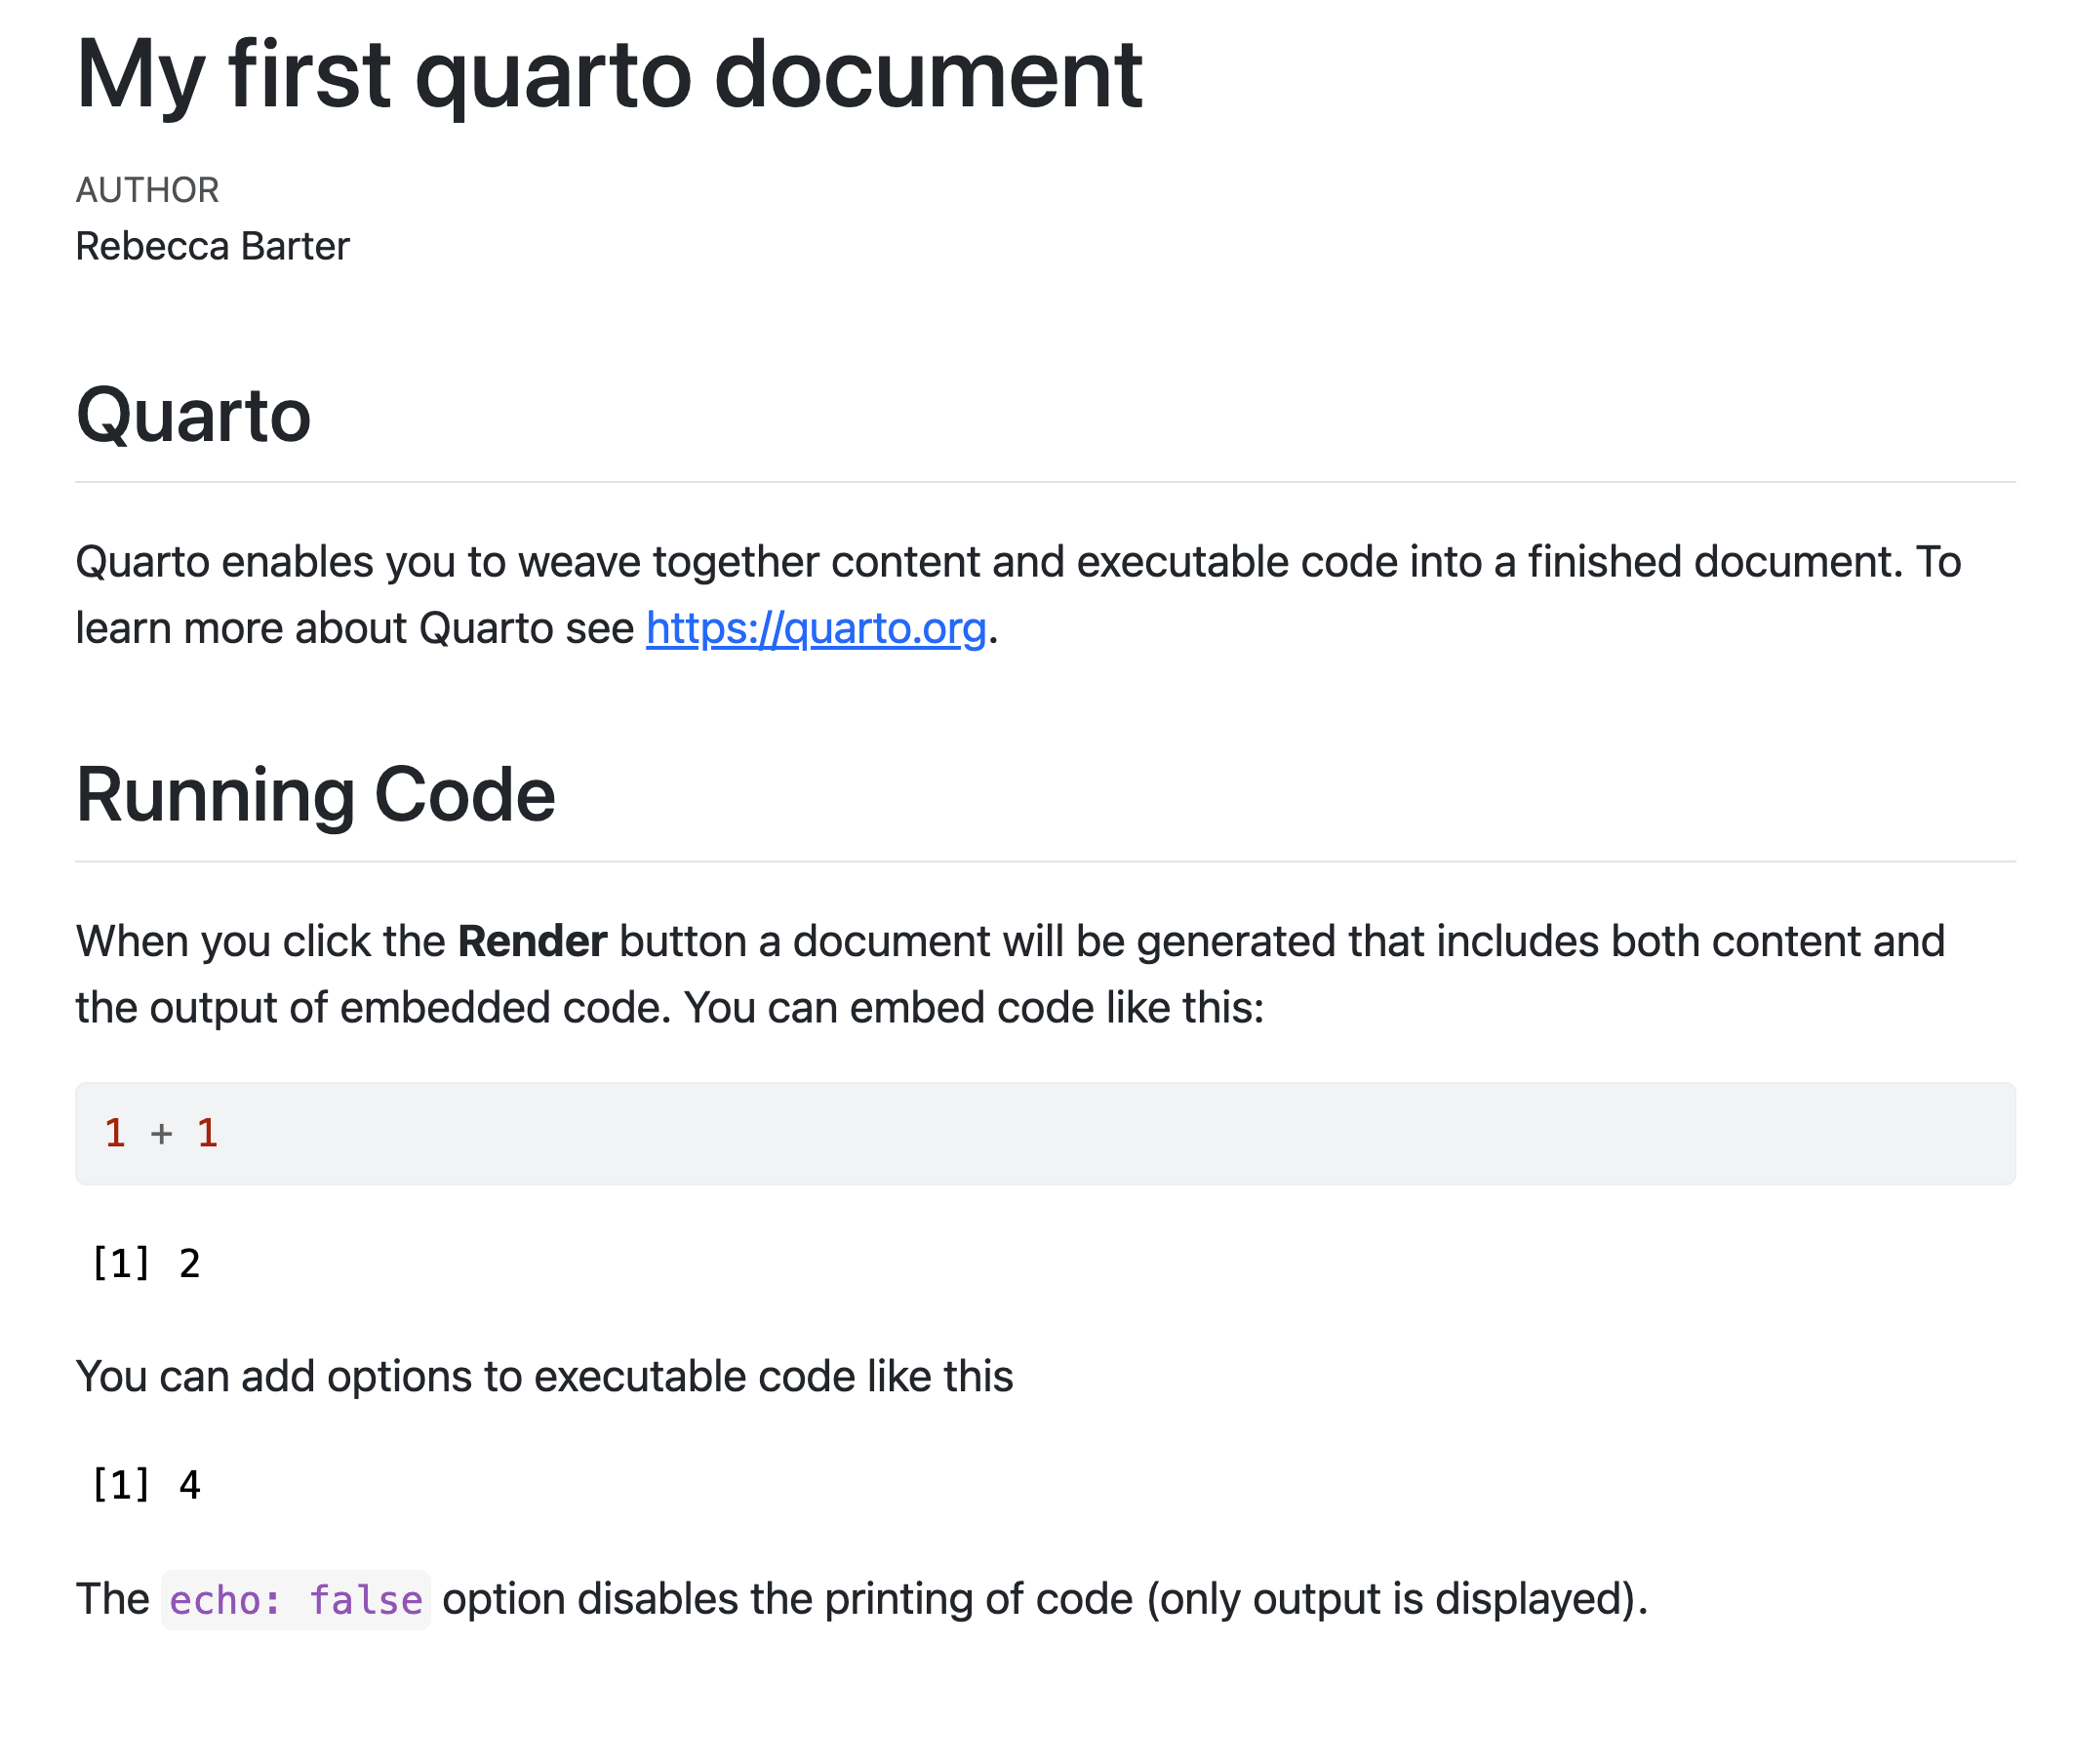 My first quarto document
AUTHOR
Rebecca Barter
Quarto
Quarto enables you to weave together content and executable code into a finished document. To
learn more about Quarto see https://quarto.org.
Running Code
When you click the Render button a document will be generated that includes both content and
the output of embedded code. You can embed code like this:
1 + 1
[1] 2
You can add options to executable code like this
[1] 4
The echo: false option disables the printing of code (only output is displayed).